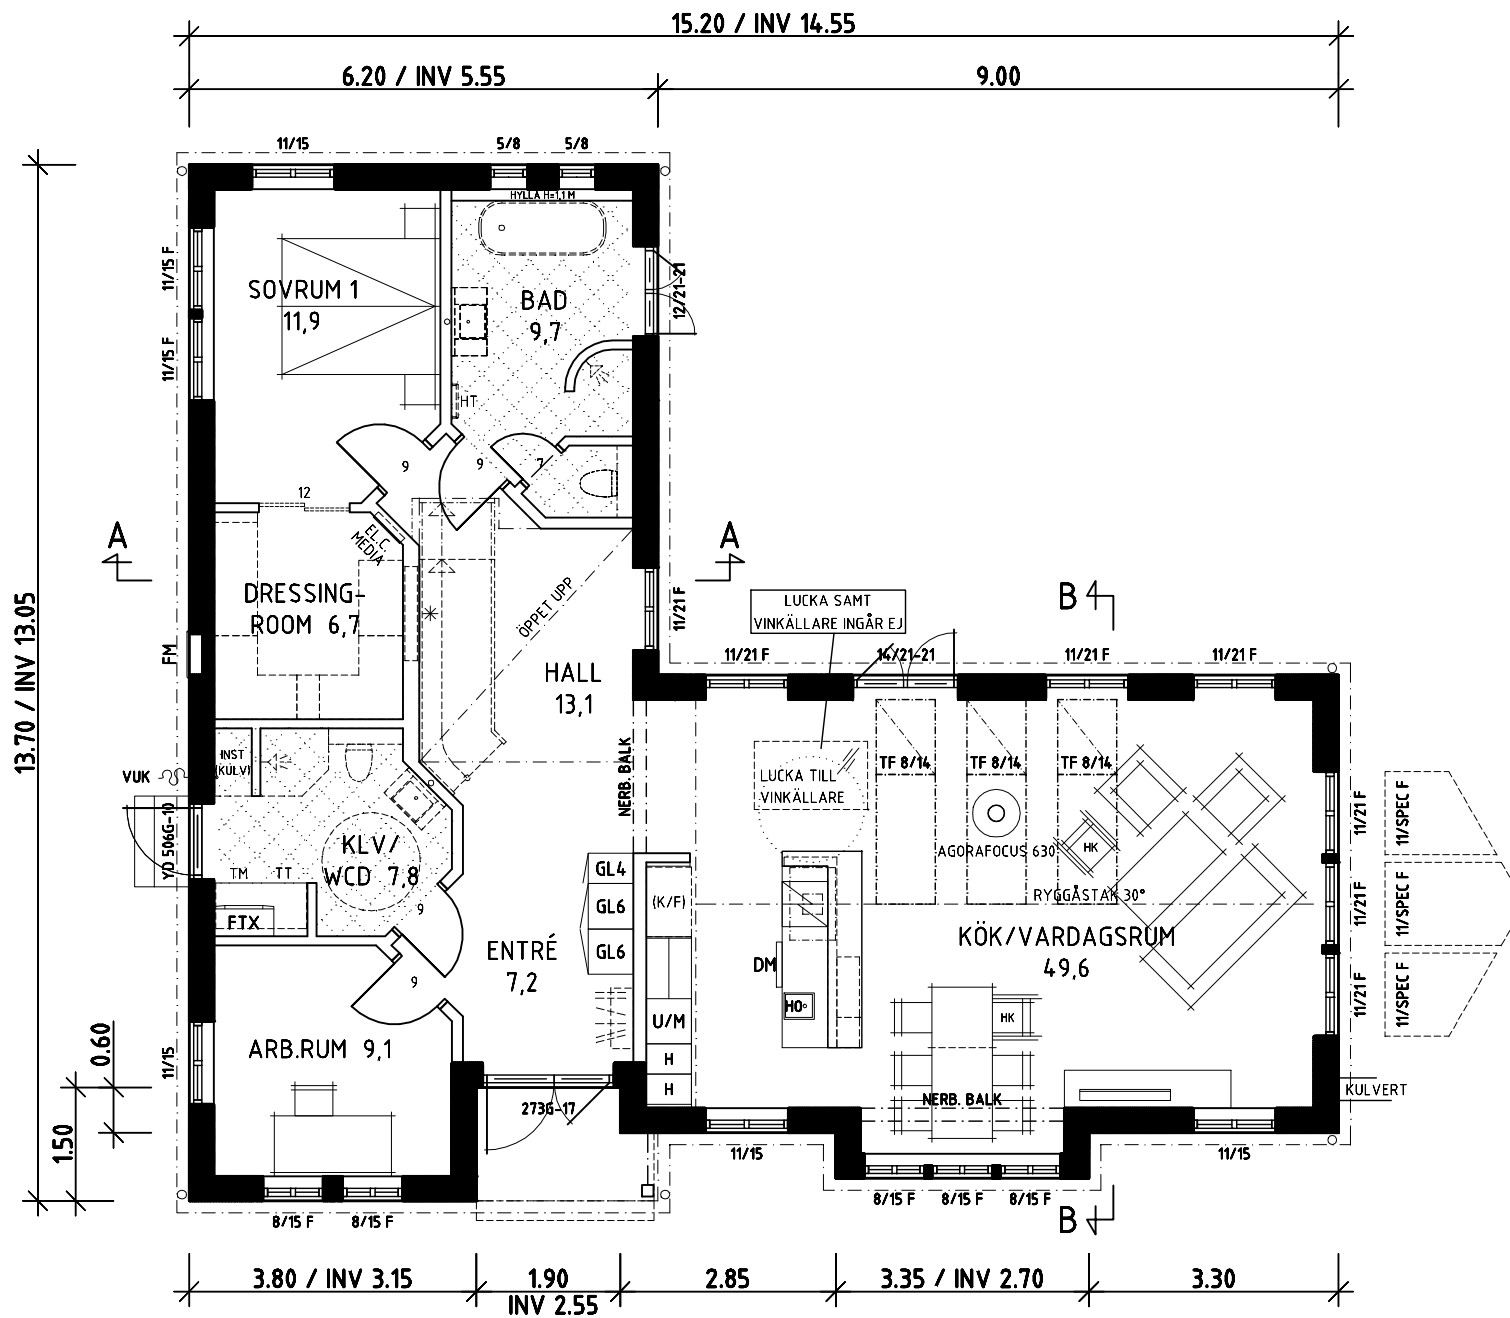 15.20 / INV 14.55
6.20 / INV 5.55
9.00
11/15
5/8
5/8
HYLLA H=1,1 M
11/15 F
SOVRUM 1
11,9
BAD
9,7
12/21-21
11/15 F
HT
9
9
7
12
EL.C.
MEDIA
A
A
DRESSING-
ROOM 6,7
ÖPPET UPP
11/21 F
B
LUCKA SAMT
VINKÄLLARE INGÅR EJ
13.70 / INV 13.05
FM
HALL
13,1
11/21 F
14/21-21
11/21 F
11/21 F
INST
(KULV)
VUK
NERB. BALK
LUCKA TILL
VINKÄLLARE
TF 8/14
TF 8/14
TF 8/14
YD 506G-10
KLV/
WCD 7,8
TM
TT
FTX
9
GL4
GL6
GL6
(K/F)
AGORAFOCUS 630
HK
RYGGÅSTAK 30°
11/21 F
11/SPEC F
11/21 F
11/SPEC F
11/21 F
11/SPEC F
ENTRÉ
7,2
DM
KÖK/VARDAGSRUM
49,6
9
HO
HK
U/M
H
H
0.60
1.50
11/15
ARB.RUM 9,1
273G-17
NERB. BALK
KULVERT
11/15
11/15
8/15 F
8/15 F
8/15 F
8/15 F
8/15 F
B
3.80 / INV 3.15
1.90
INV 2.55
2.85
3.35 / INV 2.70
3.30